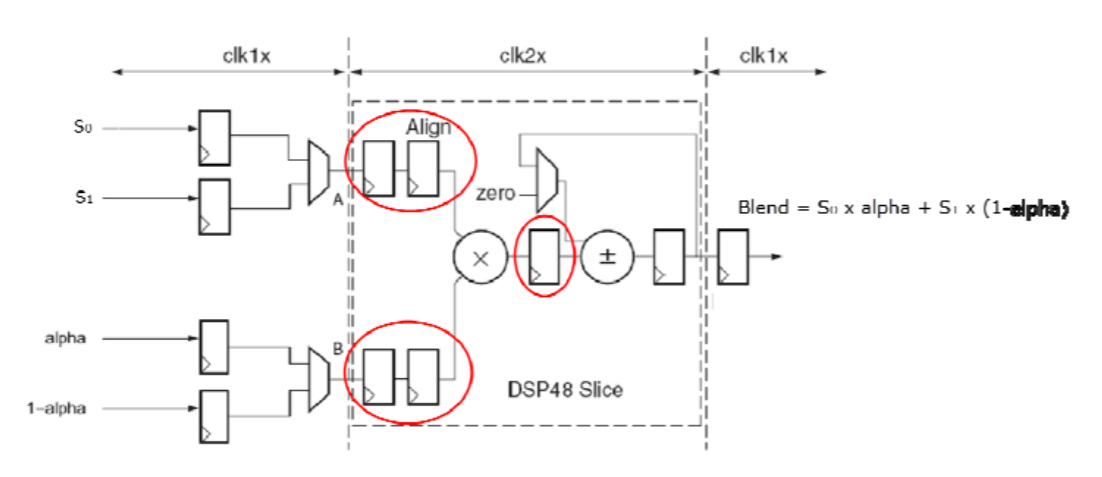 clk1x
clk2x
clk1x
S₀
Align
S₁
A
zero
Blend = S₀ x alpha + S₁ x (1-alpha)
×
±
alpha
B
DSP48 Slice
1-alpha